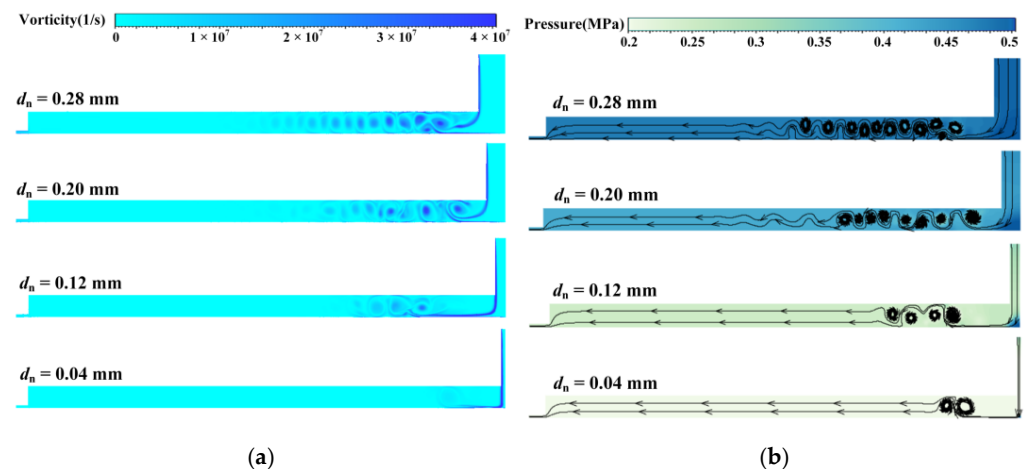 Vorticity(1/s)
0 1 × 10⁷ 2 × 10⁷ 3 × 10⁷ 4 × 10⁷
dₙ = 0.28 mm
dₙ = 0.20 mm
dₙ = 0.12 mm
dₙ = 0.04 mm
(a)
Pressure(MPa)
0.2 0.25 0.3 0.35 0.4 0.45 0.5
dₙ = 0.28 mm
dₙ = 0.20 mm
dₙ = 0.12 mm
dₙ = 0.04 mm
(b)